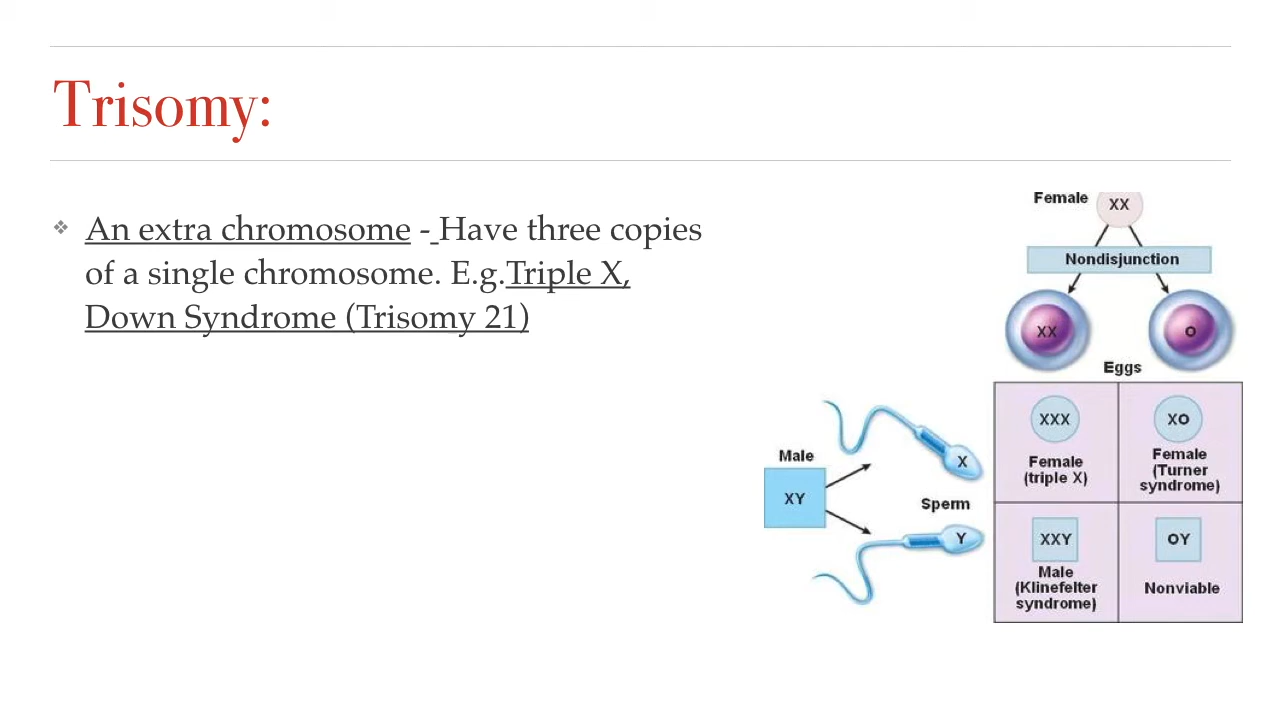 Trisomy:
An extra chromosome - Have three copies
of a single chromosome. E.g.Triple X,
Down Syndrome (Trisomy 21)
Female
XX
Nondisjunction
XX
O
Eggs
Male
XY
X
Sperm
Y
XXX
Female
(triple X)
XO
Female
(Turner
syndrome)
XXY
Male
(Klinefelter
syndrome)
OY
Nonviable